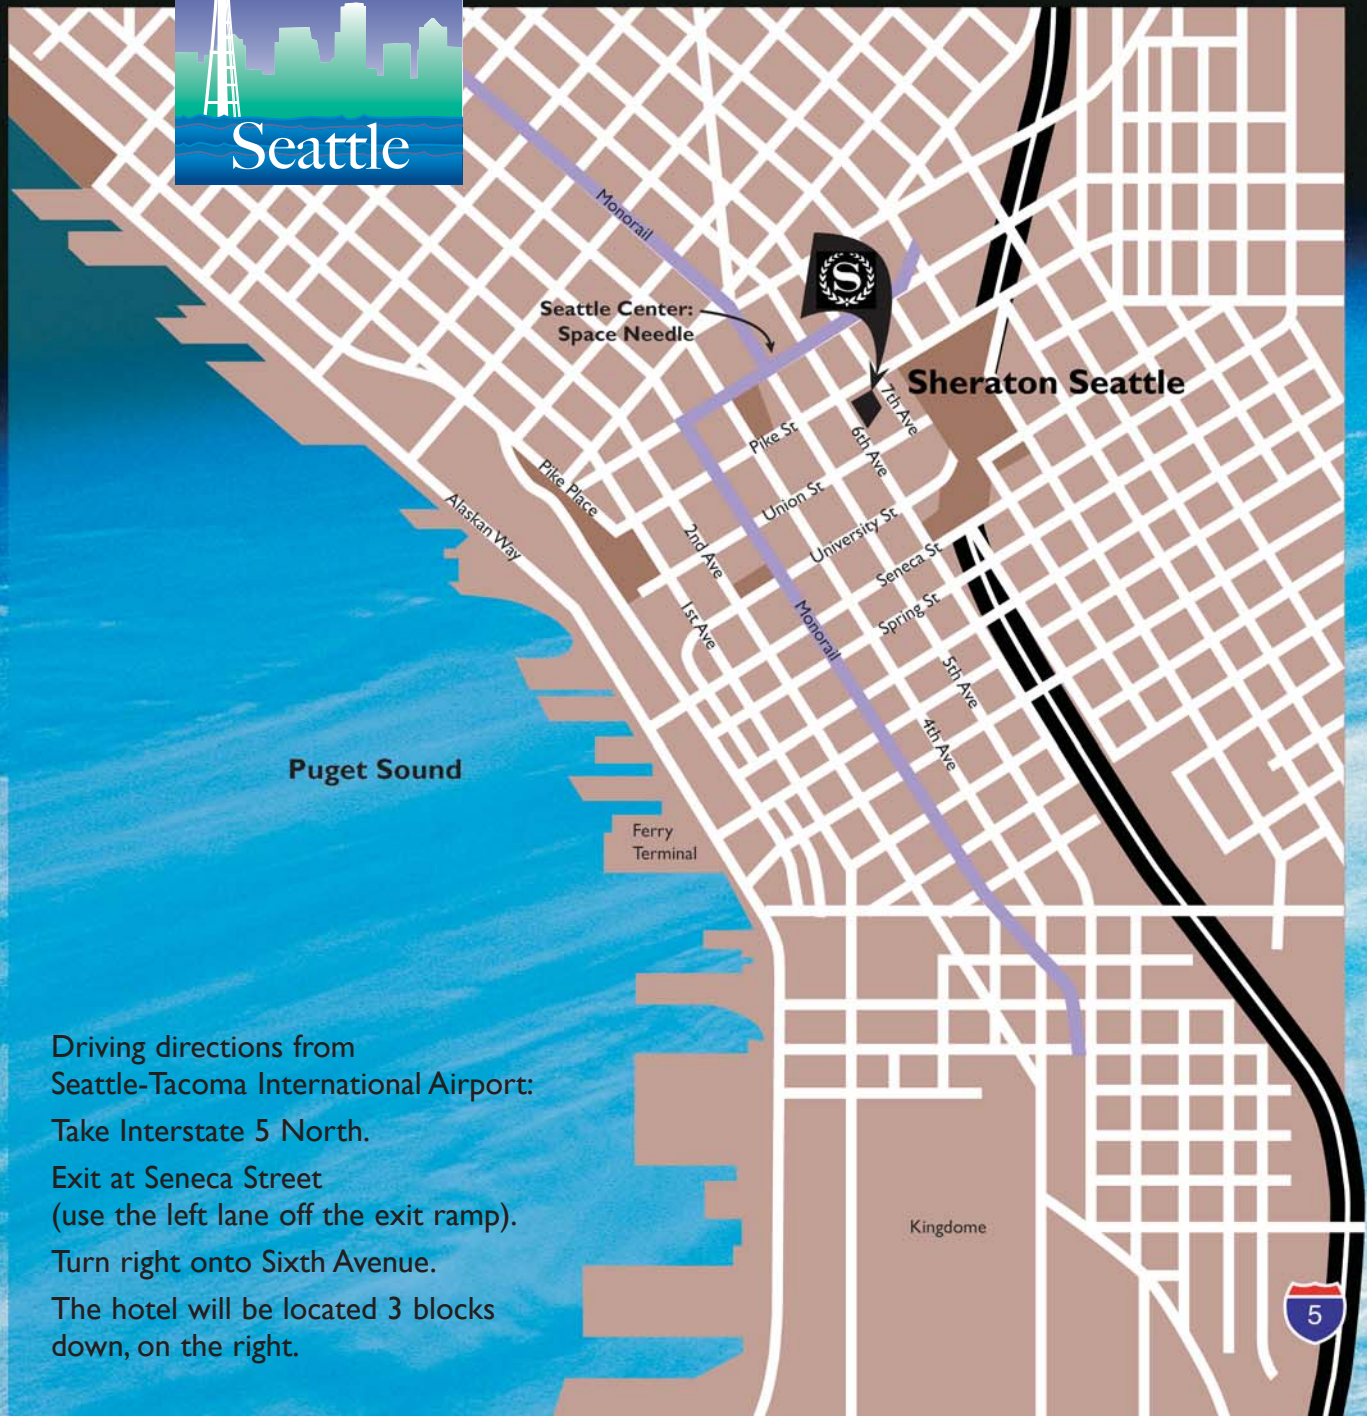 Seattle
Monorail
S
Seattle Center:
Space Needle
Sheraton Seattle
7th Ave
6th Ave
Pike St
Pike Place
Union St
Alaskan Way
University St
2nd Ave
Seneca St
Spring St
1st Ave
Monorail
5th Ave
4th Ave
Puget Sound
Ferry
Terminal
Driving directions from
Seattle-Tacoma International Airport:
Take Interstate 5 North.
Exit at Seneca Street
(use the left lane off the exit ramp).
Turn right onto Sixth Avenue.
The hotel will be located 3 blocks
down, on the right.
Kingdome
5